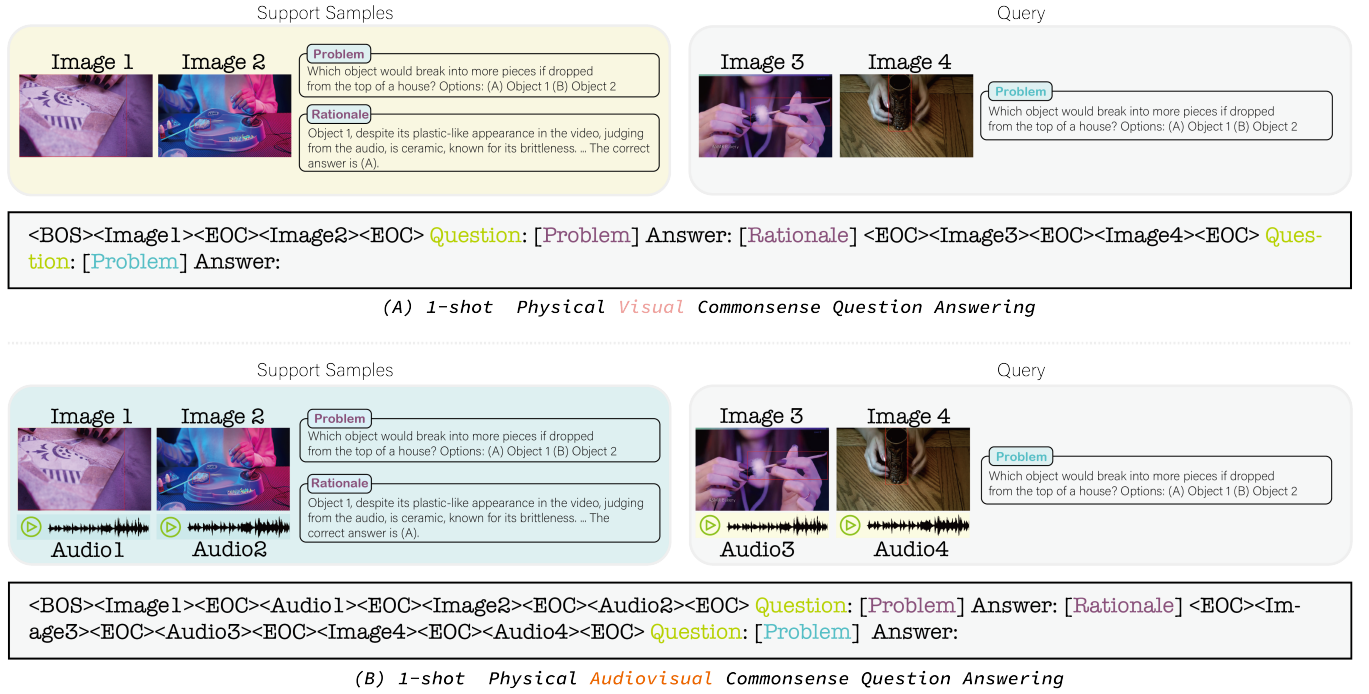 Support Samples
Query
Image 1
Image 2
Problem
Which object would break into more pieces if dropped
from the top of a house? Options: (A) Object 1 (B) Object 2
Rationale
Object 1, despite its plastic-like appearance in the video, judging
from the audio, is ceramic, known for its brittleness. ... The correct
answer is (A).
Image 3
Image 4
Problem
Which object would break into more pieces if dropped
from the top of a house? Options: (A) Object 1 (B) Object 2
<BOS><Image1><EOC><Image2><EOC> Question: [Problem] Answer: [Rationale] <EOC><Image3><EOC><Image4><EOC> Ques-
tion: [Problem] Answer:
(A) 1-shot Physical Visual Commonsense Question Answering
Support Samples
Query
Image 1
Image 2
Audio1
Audio2
Problem
Which object would break into more pieces if dropped
from the top of a house? Options: (A) Object 1 (B) Object 2
Rationale
Object 1, despite its plastic-like appearance in the video, judging
from the audio, is ceramic, known for its brittleness. ... The
correct answer is (A).
Image 3
Image 4
Audio3
Audio4
Problem
Which object would break into more pieces if dropped
from the top of a house? Options: (A) Object 1 (B) Object 2
<BOS><Image1><EOC><Audio1><EOC><Image2><EOC><Audio2><EOC> Question: [Problem] Answer: [Rationale] <EOC><Im-
age3><EOC><Audio3><EOC><Image4><EOC><Audio4><EOC> Question: [Problem] Answer:
(B) 1-shot Physical Audiovisual Commonsense Question Answering